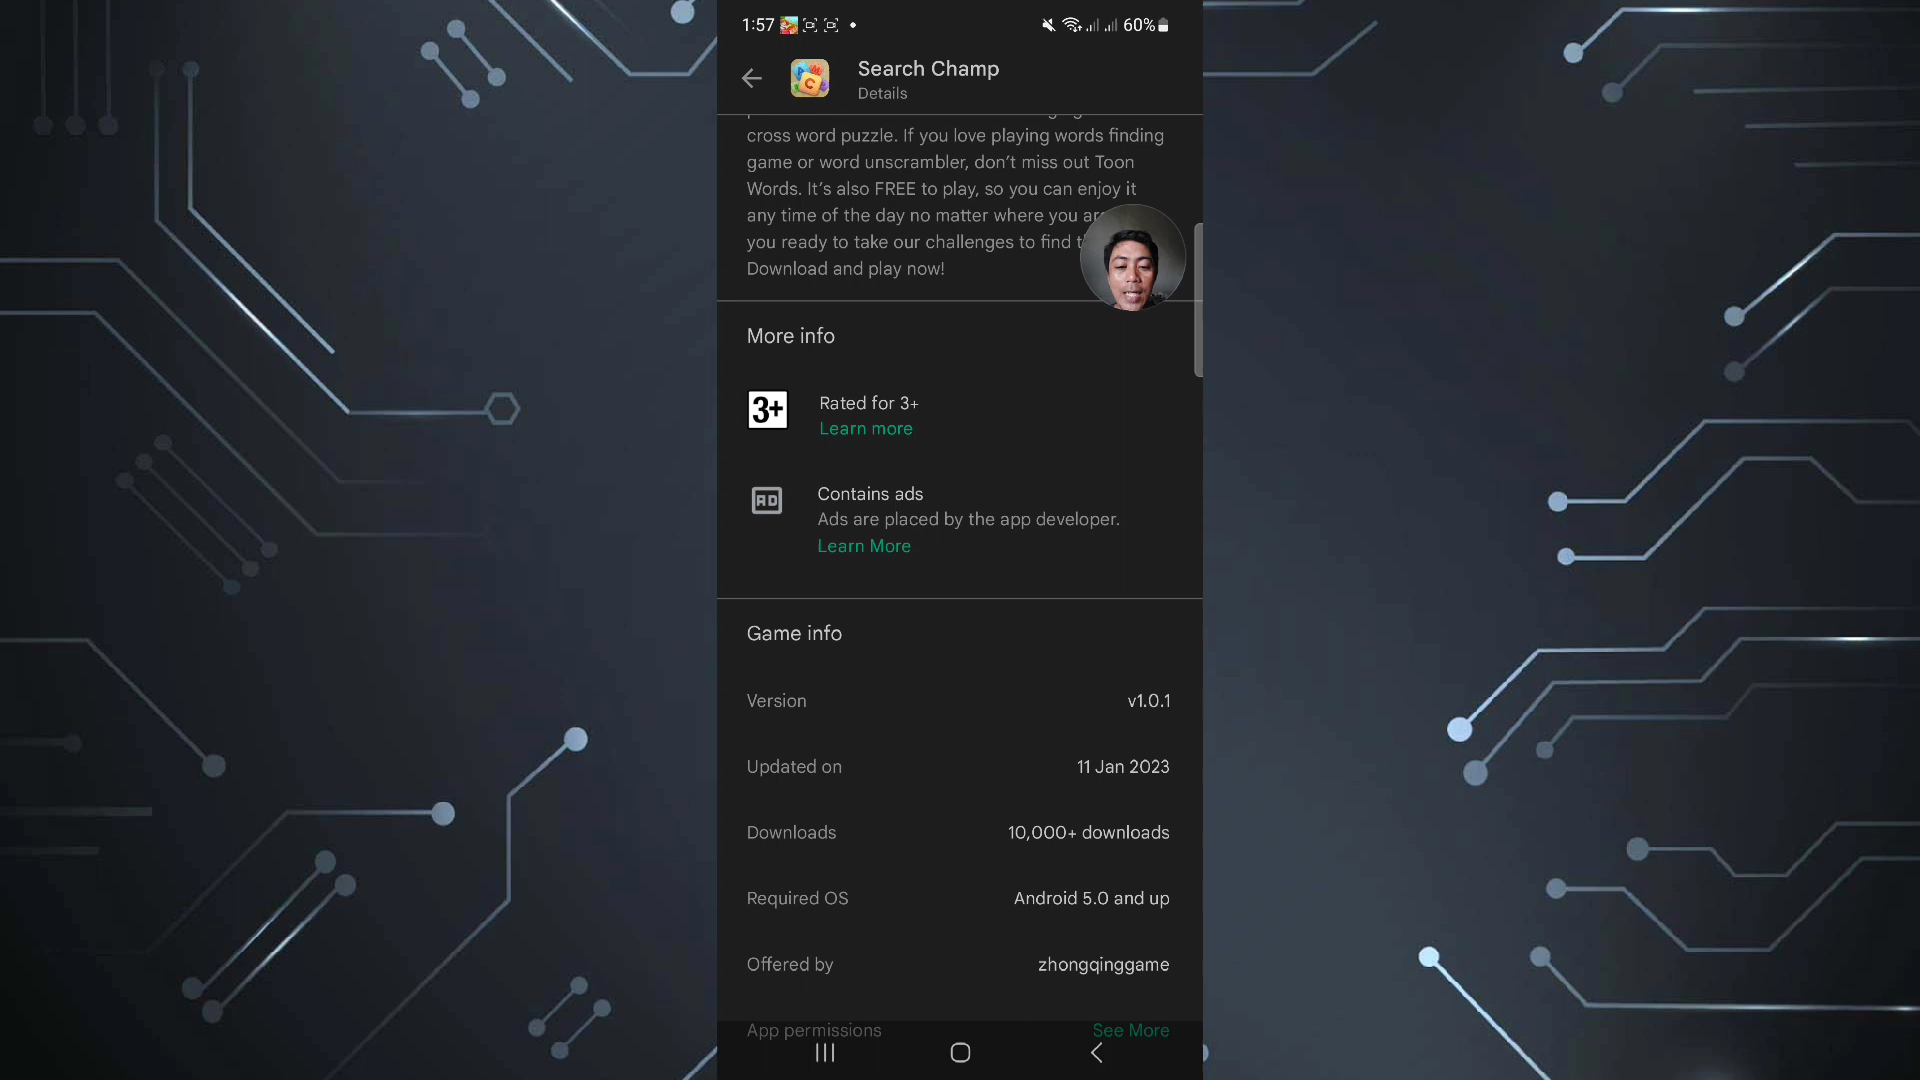 1:57 60%
Search Champ
Details
cross word puzzle. If you love playing words finding
game or word unscrambler, don't miss out Toon
Words. It's also FREE to play, so you can enjoy it
any time of the day no matter where you
you ready to take our challenges to find
Download and play now!
More info
3+ Rated for 3+
Learn more
AD Contains ads
Ads are placed by the app developer.
Learn More
Game info
Version v1.0.1
Updated on 11 Jan 2023
Downloads 10,000+ downloads
Required OS Android 5.0 and up
Offered by zhongqinggame
App permissions See More